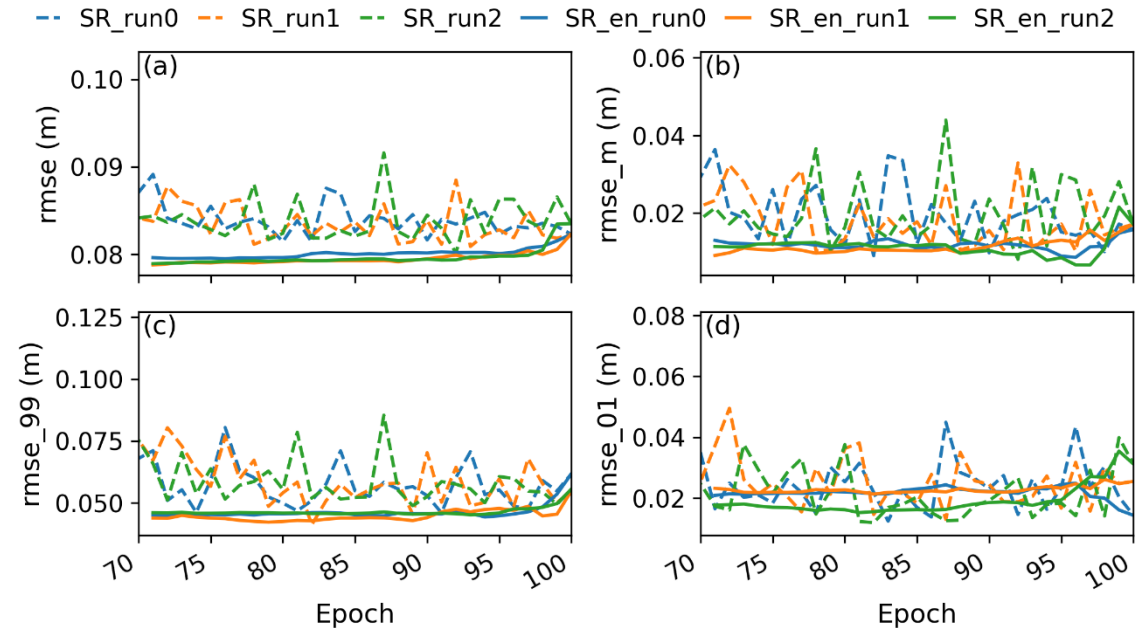 SR_run0 SR_run1 SR_run2 SR_en_run0 SR_en_run1 SR_en_run2
(a)
0.10
0.09
0.08
rmse (m)
(b)
0.06
0.04
0.02
rmse_m (m)
(c)
0.125
0.100
0.075
0.050
rmse_99 (m)
70 75 80 85 90 95 100
Epoch
(d)
0.08
0.06
0.04
0.02
rmse_01 (m)
70 75 80 85 90 95 100
Epoch